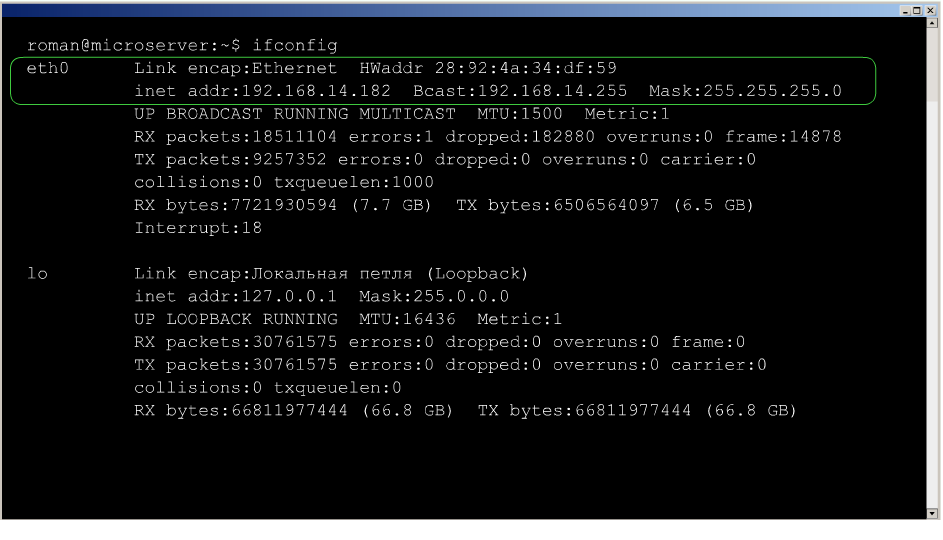 roman@microserver:~$ ifconfig
eth0 Link encap:Ethernet HWaddr 28:92:4a:34:df:59
inet addr:192.168.14.182 Bcast:192.168.14.255 Mask:255.255.255.0
UP BROADCAST RUNNING MULTICAST MTU:1500 Metric:1
RX packets:18511104 errors:1 dropped:182880 overruns:0 frame:14878
TX packets:9257352 errors:0 dropped:0 overruns:0 carrier:0
collisions:0 txqueuelen:1000
RX bytes:7721930594 (7.7 GB) TX bytes:6506564097 (6.5 GB)
Interrupt:18
lo Link encap:Локальная петля (Loopback)
inet addr:127.0.0.1 Mask:255.0.0.0
UP LOOPBACK RUNNING MTU:16436 Metric:1
RX packets:30761575 errors:0 dropped:0 overruns:0 frame:0
TX packets:30761575 errors:0 dropped:0 overruns:0 carrier:0
collisions:0 txqueuelen:0
RX bytes:66811977444 (66.8 GB) TX bytes:66811977444 (66.8 GB)